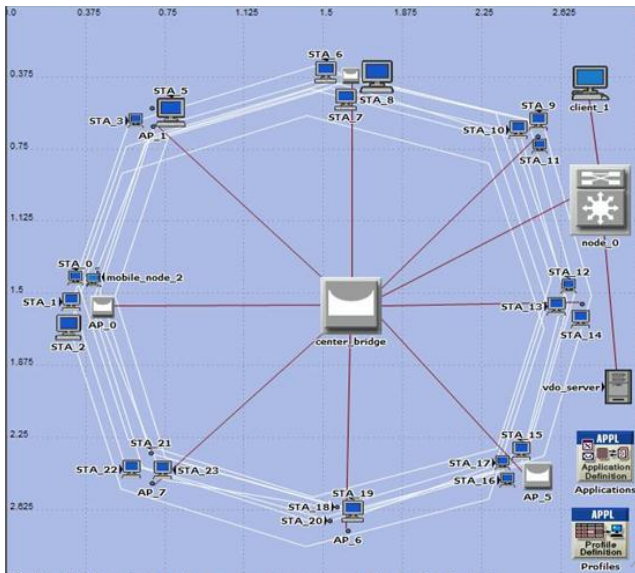 .0 0.375 0.75 1.125 1.5 1.875 2.25 2.625
0.375
0.75
1.125
1.5
1.875
2.25
2.625
STA_6
STA_5
STA_8
STA_7
STA_3
AP_1
STA_9
STA_10
STA_11
client_1
node_0
STA_0
mobile_node_2
STA_1
AP_0
STA_2
center_bridge
STA_12
STA_13
STA_14
vdo_server
STA_21
STA_22
STA_23
AP_7
STA_15
STA_17
STA_16
AP_5
STA_19
STA_18
STA_20
AP_6
APPL
Application
Definition
Applications
APPL
Profile
Definition
Profiles